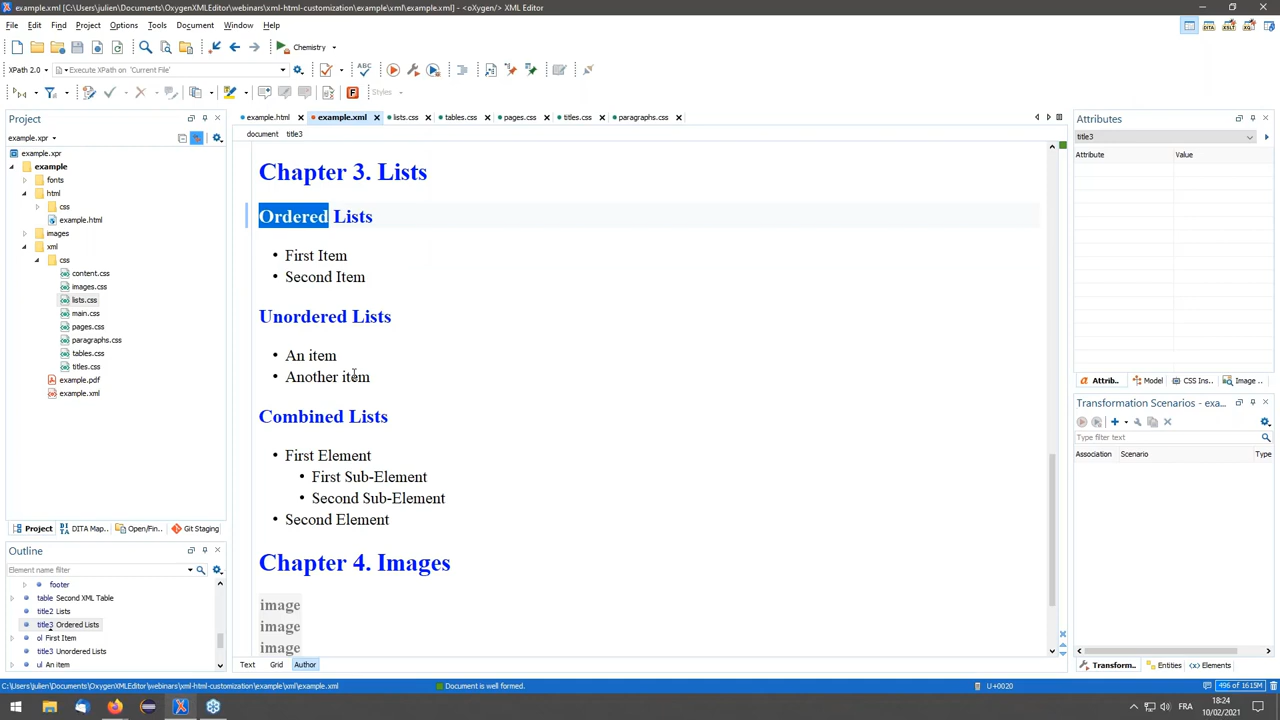 example.xml [C:\Users\julien\Documents\OxygenXMLEditor\webinars\xml-html-customization\example\xml\example.xml] - <oXygen/> XML Editor
File Edit Find Project Options Tools Document Window Help
Chemistry
XPath 2.0 Execute XPath on 'Current File'
Styles
Project
example.xpr
example.xpr
example
fonts
html
css
example.html
images
xml
css
content.css
images.css
lists.css
main.css
pages.css
paragraphs.css
tables.css
titles.css
example.pdf
example.xml
Project DITA Map.. Open/Fin.. Git Staging
Outline
Element name filter
footer
table Second XML Table
title2 Lists
title3 Ordered Lists
ol First Item
title3 Unordered Lists
ul An item
example.html example.xml lists.css tables.css pages.css titles.css paragraphs.css
document title3
Chapter 3. Lists
Ordered Lists
• First Item
• Second Item
Unordered Lists
• An item
• Another item
Combined Lists
• First Element
• First Sub-Element
• Second Sub-Element
• Second Element
Chapter 4. Images
image
image
image
Text Grid Author
DITA XSLT XQ
Attributes
title3
Attribute Value
Attrib.. Model CSS Ins.. Image ..
Transformation Scenarios - exa...
Type filter text
Association Scenario Type
Transform.. Entities Elements
C:\Users\julien\Documents\OxygenXMLEditor\webinars\xml-html-customization\example\xml\example.xml Document is well formed. U+0020 496 of 1615M
FR 18:24
10/02/2021